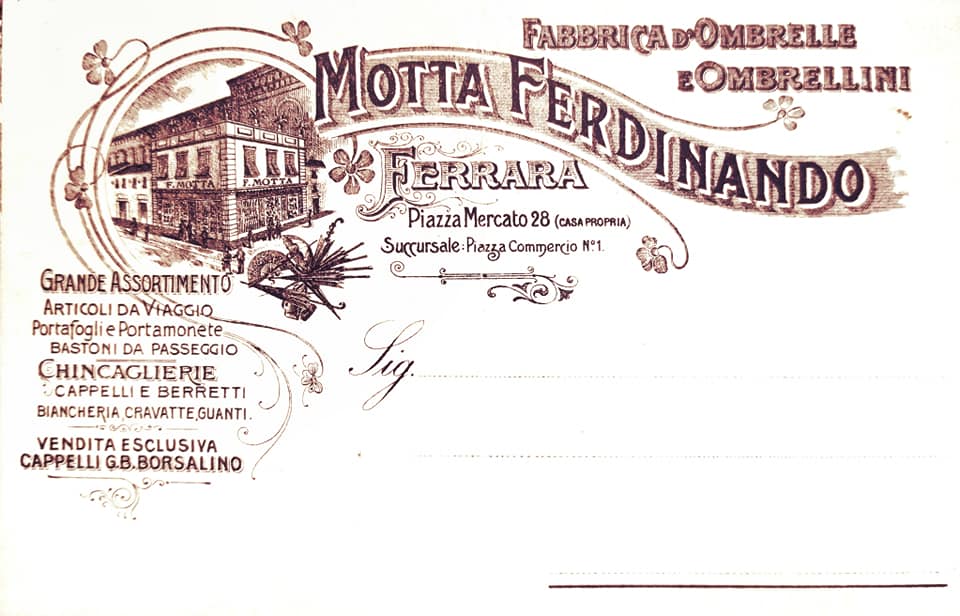 FABBRICA D'OMBRELLE
E OMBRELLINI
MOTTA FERDINANDO
FERRARA
Piazza Mercato 28 (CASA PROPRIA)
Succursale: Piazza Commercio N.º 1.
F. MOTTA
F. MOTTA
GRANDE ASSORTIMENTO
ARTICOLI DA VIAGGIO
Portafogli e Portamonete
BASTONI DA PASSEGGIO
CHINCAGLIERIE
CAPPELLI E BERRETTI
BIANCHERIA, CRAVATTE, GUANTI.
VENDITA ESCLUSIVA
CAPPELLI G. B. BORSALINO
Sig.